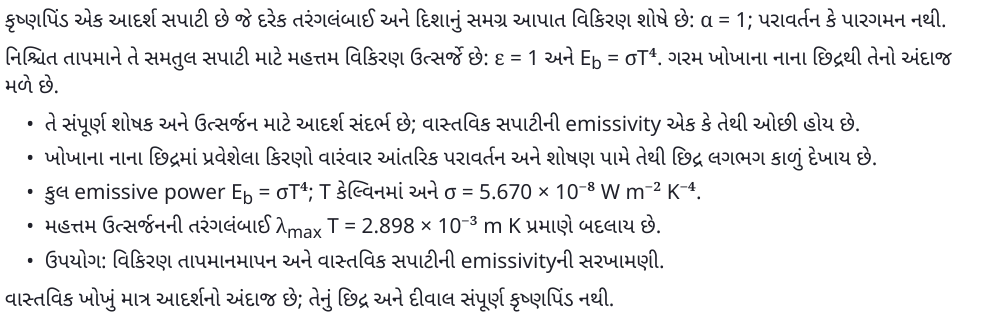 કૃષ્ણપિંડ એક આદર્શ સપાટી છે જે દરેક તરંગલંબાઈ અને દિશાનું સમગ્ર આપાત વિકિરણ શોષે છે: α = 1; પરાવર્તન કે પારગમન નથી.
નિશ્ચિત તાપમાને તે સમતુલ સપાટી માટે મહત્તમ વિકિરણ ઉત્સર્જે છે: ε = 1 અને E_b = σT⁴. ગરમ ખોખાના નાના છિદ્રથી તેનો અંદાજ
મળે છે.
• તે સંપૂર્ણ શોષક અને ઉત્સર્જન માટે આદર્શ સંદર્ભ છે; વાસ્તવિક સપાટીની emissivity એક કે તેથી ઓછી હોય છે.
• ખોખાના નાના છિદ્રમાં પ્રવેશેલા કિરણો વારંવાર આંતરિક પરાવર્તન અને શોષણ પામે તેથી છિદ્ર લગભગ કાળું દેખાય છે.
• કુલ emissive power E_b = σT⁴; T કેલ્વિનમાં અને σ = 5.670 × 10⁻⁸ W m⁻² K⁻⁴.
• મહત્તમ ઉત્સર્જનની તરંગલંબાઈ λ_max T = 2.898 × 10⁻³ m K પ્રમાણે બદલાય છે.
• ઉપયોગ: વિકિરણ તાપમાનમાપન અને વાસ્તવિક સપાટીની emissivityની સરખામણી.
વાસ્તવિક ખોખું માત્ર આદર્શનો અંદાજ છે; તેનું છિદ્ર અને દીવાલ સંપૂર્ણ કૃષ્ણપિંડ નથી.